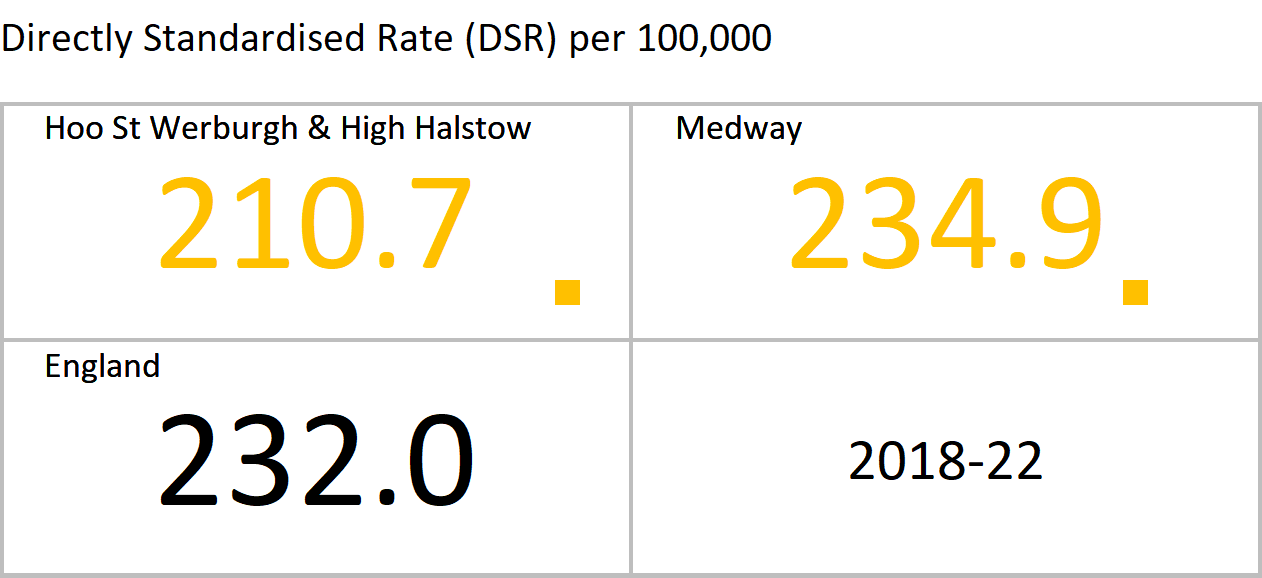 Directly Standardised Rate (DSR) per 100,000
Hoo St Werburgh & High Halstow
210.7
Medway
234.9
England
232.0
2018-22